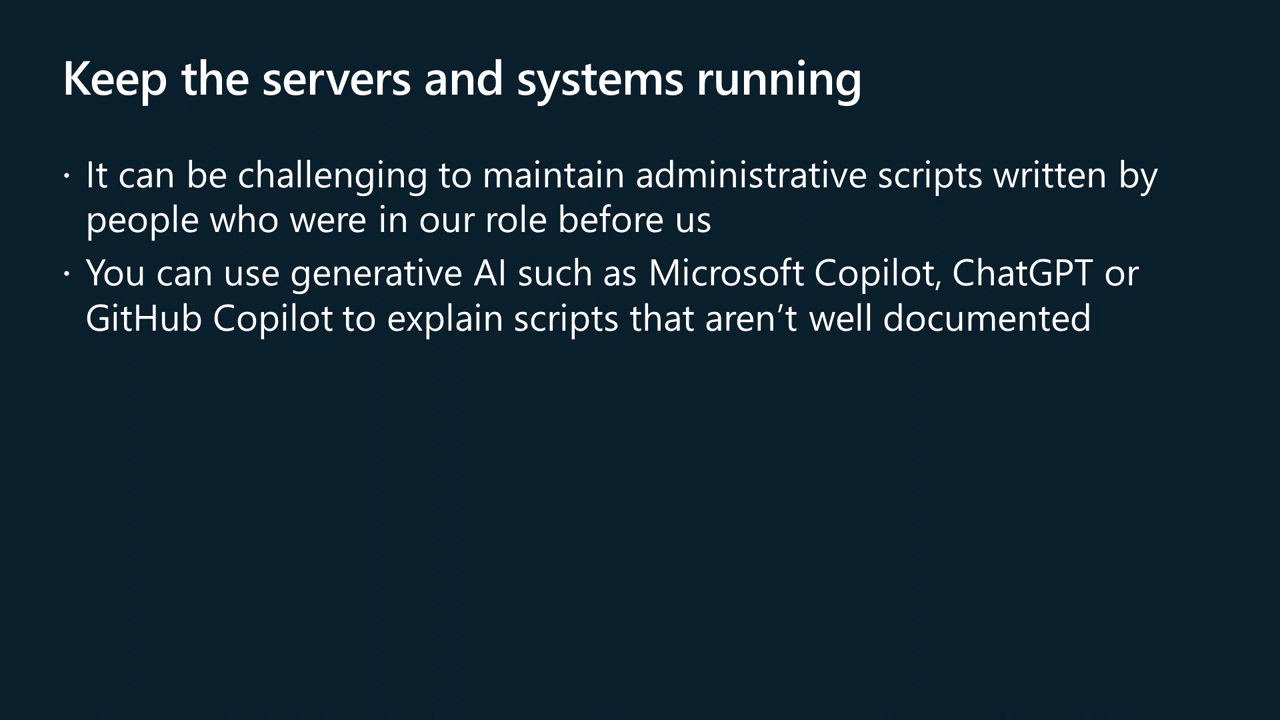 Keep the servers and systems running
· It can be challenging to maintain administrative scripts written by
people who were in our role before us
· You can use generative AI such as Microsoft Copilot, ChatGPT or
GitHub Copilot to explain scripts that aren’t well documented